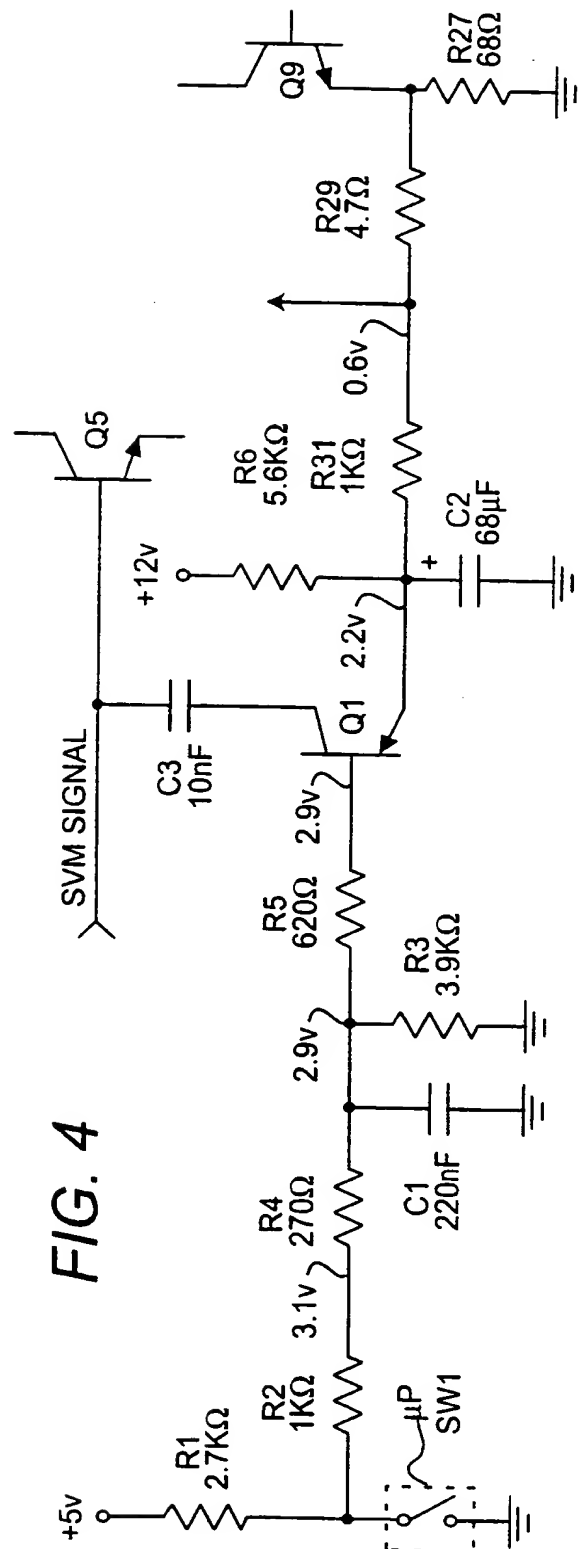 FIG. 4
+5v
R1
2.7KΩ
R2
1KΩ
μP
SW1
3.1v
R4
270Ω
C1
220nF
2.9v
R3
3.9KΩ
R5
620Ω
2.9v
SVM SIGNAL
C3
10nF
Q1
Q5
+12v
R6
5.6KΩ
2.2v
+
C2
68μF
R31
1KΩ
0.6v
R29
4.7Ω
Q9
R27
68Ω